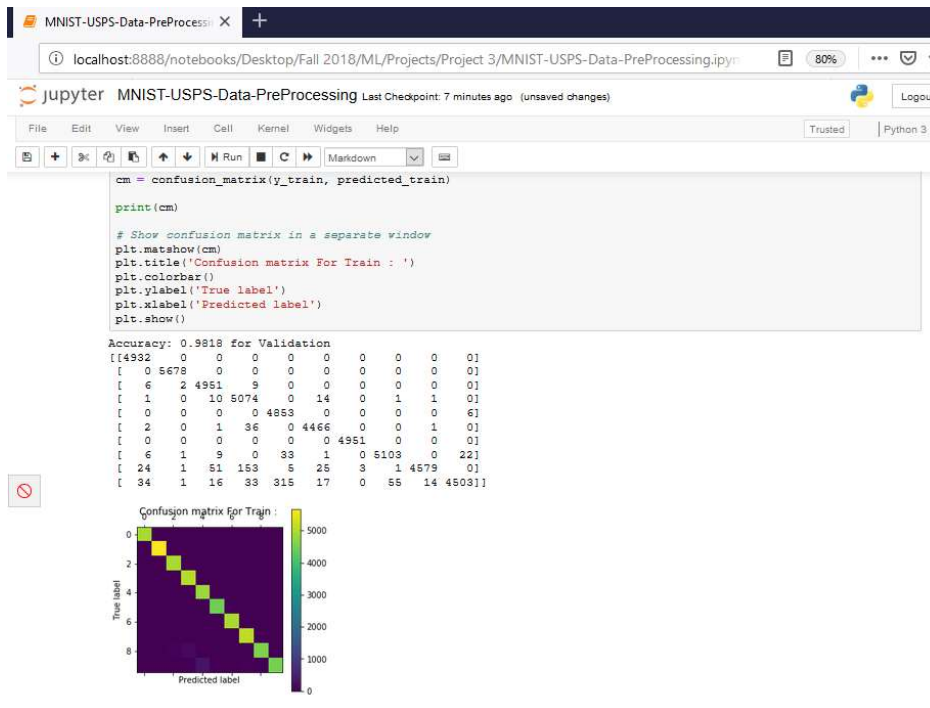 MNIST-USPS-Data-PreProcessi
localhost:8888/notebooks/Desktop/Fall 2018/ML/Projects/Project 3/MNIST-USPS-Data-PreProcessing.ipyn
80%
jupyter MNIST-USPS-Data-PreProcessing Last Checkpoint: 7 minutes ago (unsaved changes)
Logou
File Edit View Insert Cell Kernel Widgets Help
Trusted Python 3
Run Markdown
cm = confusion_matrix(y_train, predicted_train)
print(cm)
# Show confusion matrix in a separate window
plt.matshow(cm)
plt.title('Confusion matrix For Train : ')
plt.colorbar()
plt.ylabel('True label')
plt.xlabel('Predicted label')
plt.show()
Accuracy: 0.9818 for Validation
[[4932 0 0 0 0 0 0 0 0 0]
[ 0 5678 0 0 0 0 0 0 0 0]
[ 6 2 4951 9 0 0 0 0 0 0]
[ 1 0 10 5074 0 14 0 1 1 0]
[ 0 0 0 0 4853 0 0 0 0 6]
[ 2 0 1 36 0 4466 0 0 1 0]
[ 0 0 0 0 0 0 4951 0 0 0]
[ 6 1 9 0 33 1 0 5103 0 22]
[ 24 1 51 153 5 25 3 1 4579 0]
[ 34 1 16 33 315 17 0 55 14 4503]]
Confusion matrix For Train :
0 2 4 6 8
0
2
4
6
8
True label
Predicted label
5000
4000
3000
2000
1000
0